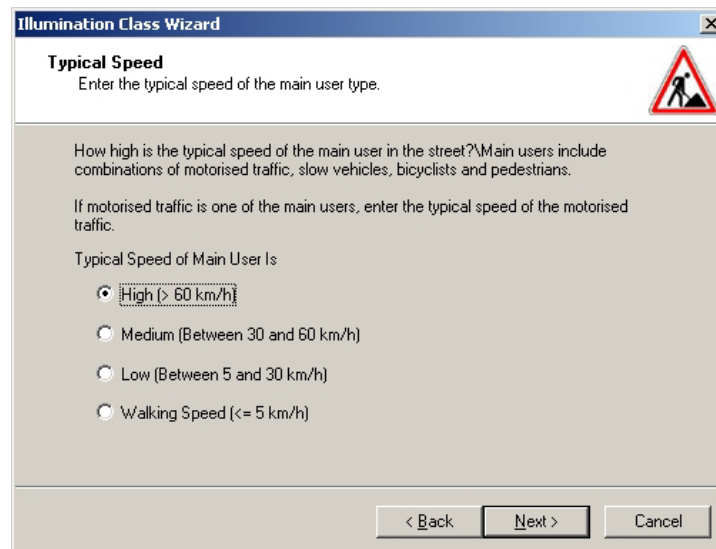 Illumination Class Wizard
Typical Speed
Enter the typical speed of the main user type.
How high is the typical speed of the main user in the street?\Main users include
combinations of motorised traffic, slow vehicles, bicyclists and pedestrians.
If motorised traffic is one of the main users, enter the typical speed of the motorised
traffic.
Typical Speed of Main User Is
High (> 60 km/h)
Medium (Between 30 and 60 km/h)
Low (Between 5 and 30 km/h)
Walking Speed (<= 5 km/h)
< Back Next > Cancel